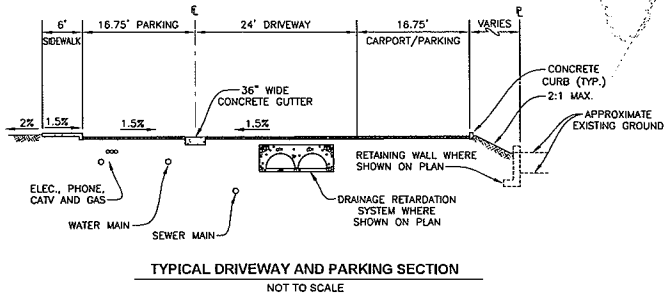 ℄
℄
6' 16.75' PARKING 24' DRIVEWAY 16.75' VARIES
SIDEWALK CARPORT/PARKING
36" WIDE
CONCRETE GUTTER
CONCRETE
CURB (TYP.)
2:1 MAX.
2% 1.5% 1.5% 1.5%
APPROXIMATE
EXISTING GROUND
RETAINING WALL WHERE
SHOWN ON PLAN
ELEC., PHONE,
CATV AND GAS
WATER MAIN
SEWER MAIN
DRAINAGE RETARDATION
SYSTEM WHERE
SHOWN ON PLAN
TYPICAL DRIVEWAY AND PARKING SECTION
NOT TO SCALE